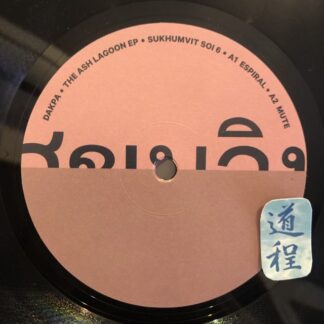 DAKPA • THE ASH LAGOON EP • SUKHUMVIT SOI 6 • A1 ESPIRAL • A2 MUTE
道程